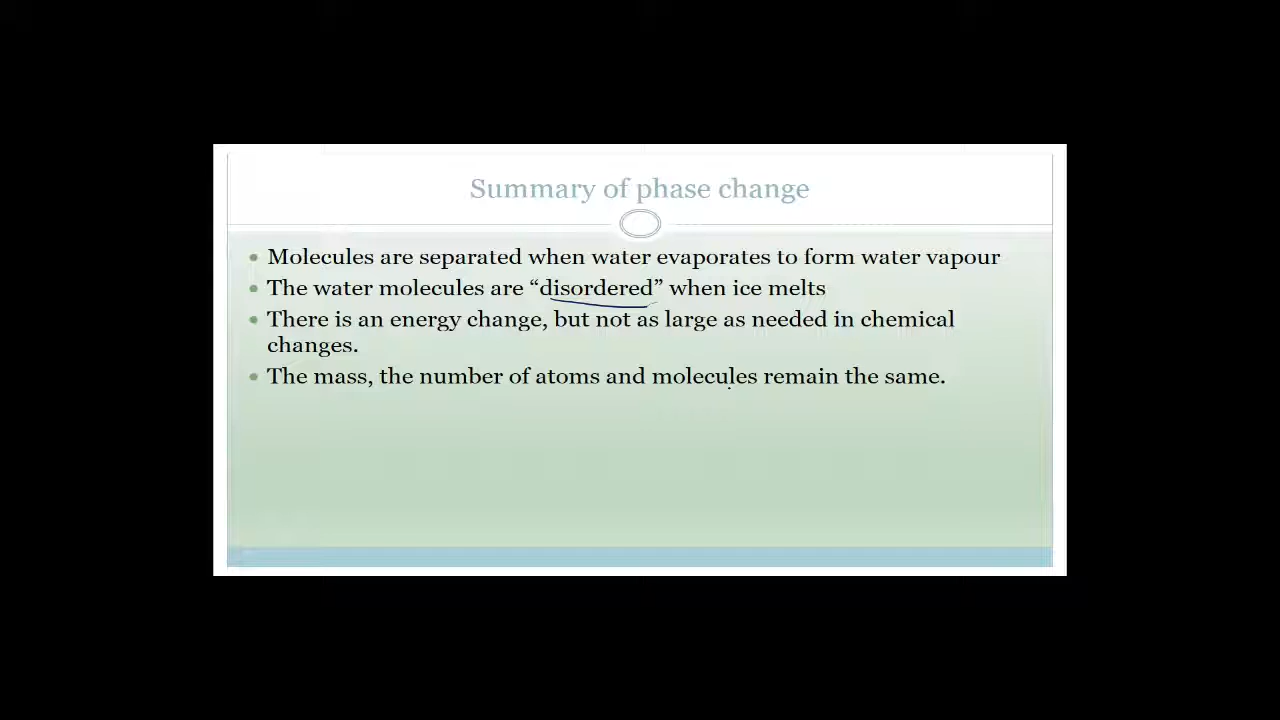 Summary of phase change
Molecules are separated when water evaporates to form water vapour
The water molecules are “disordered” when ice melts
There is an energy change, but not as large as needed in chemical
changes.
The mass, the number of atoms and molecules remain the same.